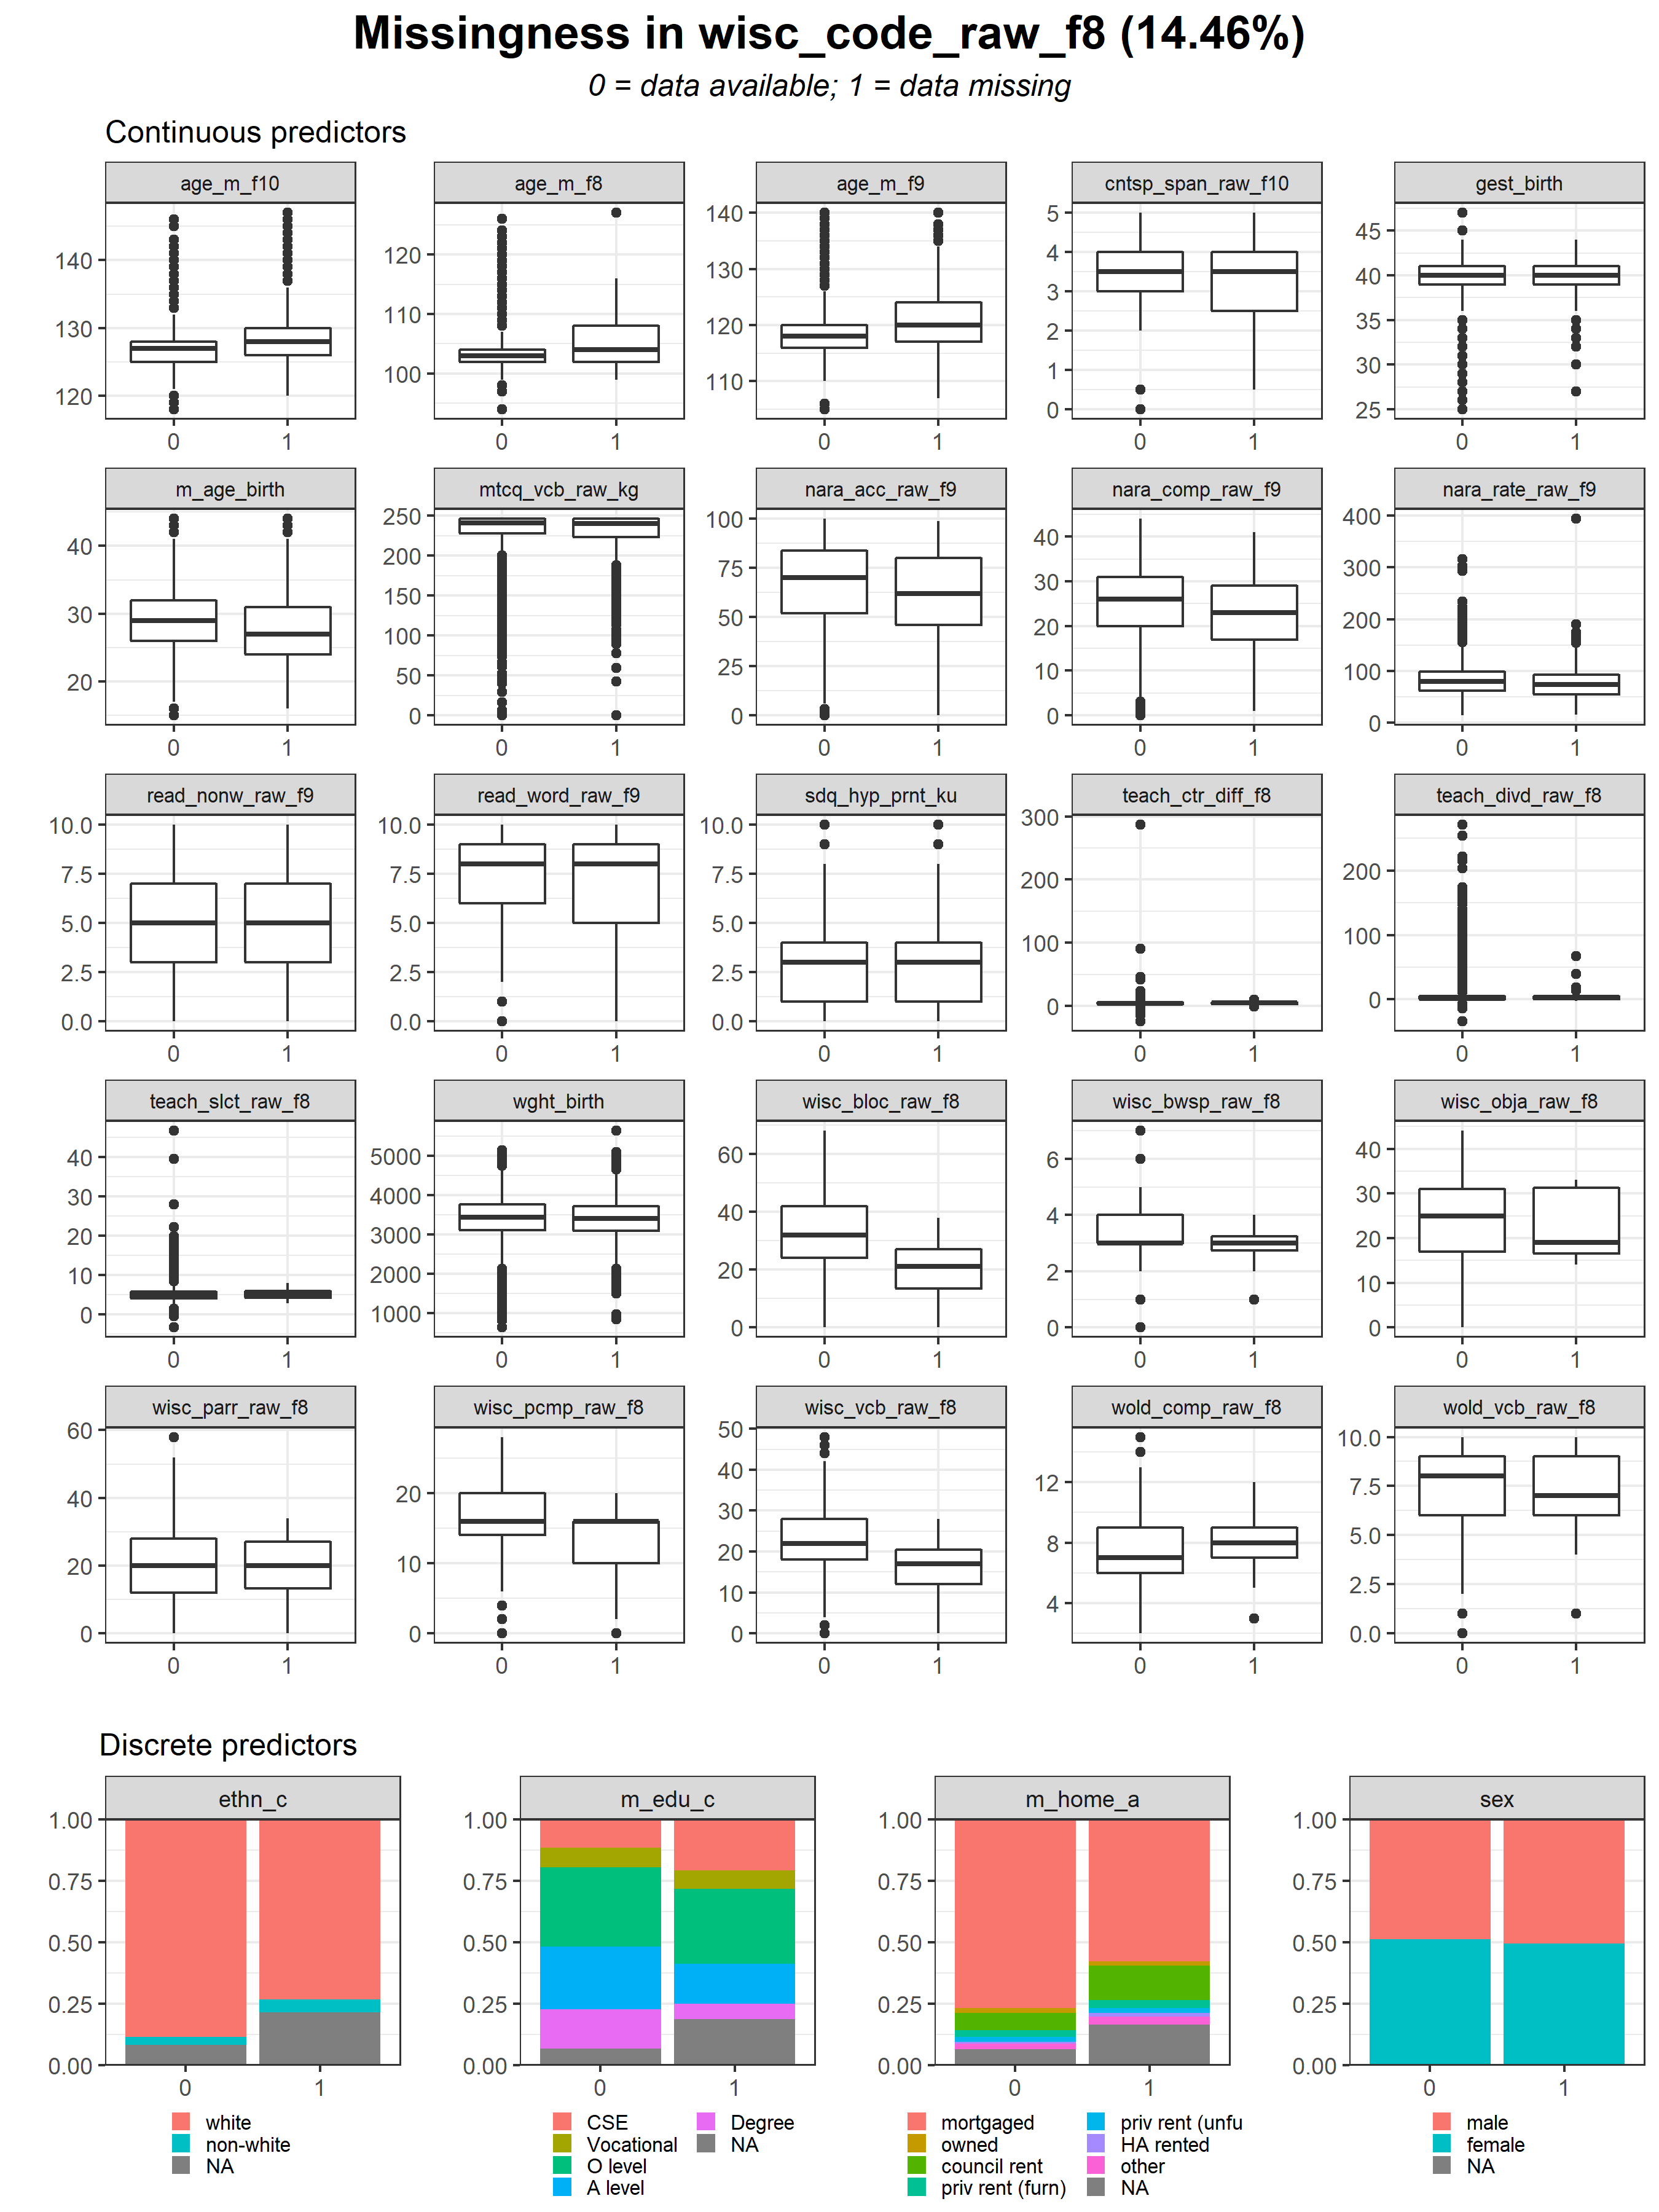 Missingness in wisc_code_raw_f8 (14.46%)
0 = data available; 1 = data missing
Continuous predictors
age_m_f10 age_m_f8 age_m_f9 cntsp_span_raw_f10 gest_birth
140 130 120 0 1
120 110 100 0 1
140 130 120 110 0 1
5 4 3 2 1 0 0 1
45 40 35 30 25 0 1
m_age_birth mtcq_vcb_raw_kg nara_acc_raw_f9 nara_comp_raw_f9 nara_rate_raw_f9
40 30 20 0 1
250 200 150 100 50 0 0 1
100 75 50 25 0 0 1
40 30 20 10 0 0 1
400 300 200 100 0 0 1
read_nonw_raw_f9 read_word_raw_f9 sdq_hyp_prnt_ku teach_ctr_diff_f8 teach_divd_raw_f8
10.0 7.5 5.0 2.5 0.0 0 1
10.0 7.5 5.0 2.5 0.0 0 1
10.0 7.5 5.0 2.5 0.0 0 1
300 200 100 0 0 1
200 100 0 0 1
teach_slct_raw_f8 wght_birth wisc_bloc_raw_f8 wisc_bwsp_raw_f8 wisc_obja_raw_f8
40 30 20 10 0 0 1
5000 4000 3000 2000 1000 0 1
60 40 20 0 0 1
6 4 2 0 0 1
40 30 20 10 0 0 1
wisc_parr_raw_f8 wisc_pcmp_raw_f8 wisc_vcb_raw_f8 wold_comp_raw_f8 wold_vcb_raw_f8
60 40 20 0 0 1
20 10 0 0 1
50 40 30 20 10 0 0 1
12 8 4 0 1
10.0 7.5 5.0 2.5 0.0 0 1
Discrete predictors
ethn_c m_edu_c m_home_a sex
1.00 0.75 0.50 0.25 0.00 0 1
1.00 0.75 0.50 0.25 0.00 0 1
1.00 0.75 0.50 0.25 0.00 0 1
1.00 0.75 0.50 0.25 0.00 0 1
white
non-white
NA
CSE
Vocational
O level
A level
Degree
NA
mortgaged
owned
council rent
priv rent (furn)
priv rent (unfu
HA rented
other
NA
male
female
NA